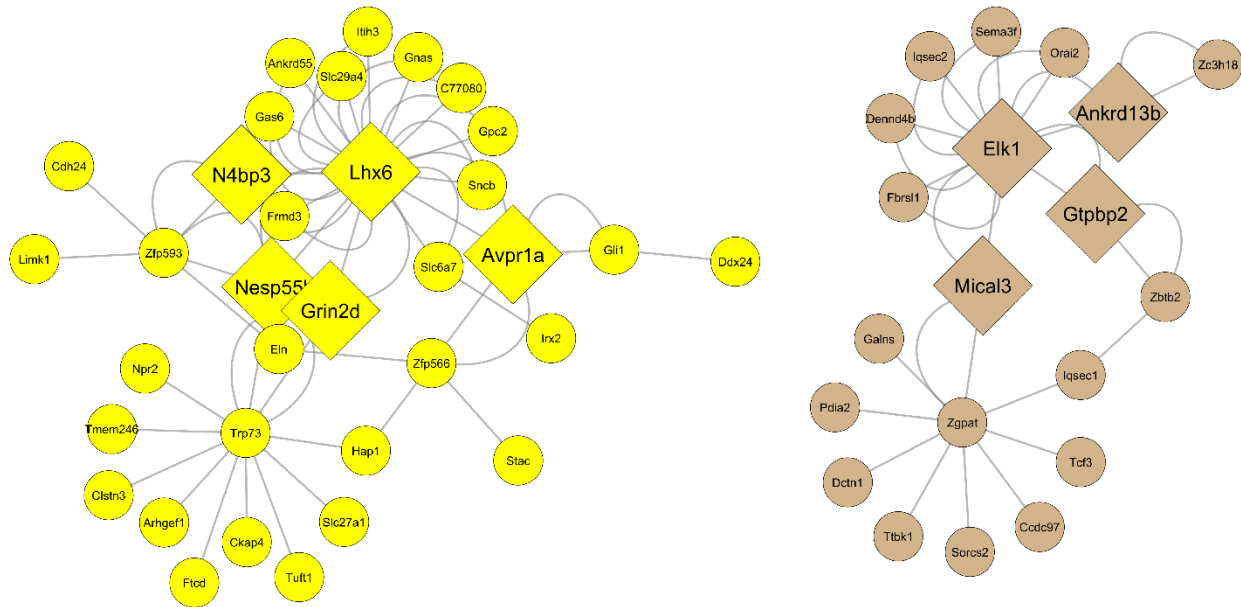 Itih3
Ankrd55
Slc29a4
Gnas
C77080
Gas6
Gpc2
N4bp3
Lhx6
Cdh24
Sncb
Frmd3
Zfp593
Avpr1a
Gli1
Limk1
Slc6a7
Ddx24
Nesp55
Grin2d
Eln
Irx2
Zfp566
Npr2
Tmem246
Trp73
Hap1
Stac
Clstn3
Arhgef1
Slc27a1
Ckap4
Ftcd
Tuft1
Sema3f
Iqsec2
Orai2
Zc3h18
Dennd4b
Ankrd13b
Elk1
Fbrsl1
Gtpbp2
Mical3
Zbtb2
Galns
Iqsec1
Pdia2
Zgpat
Tcf3
Dctn1
Ccdc97
Ttbk1
Sorcs2